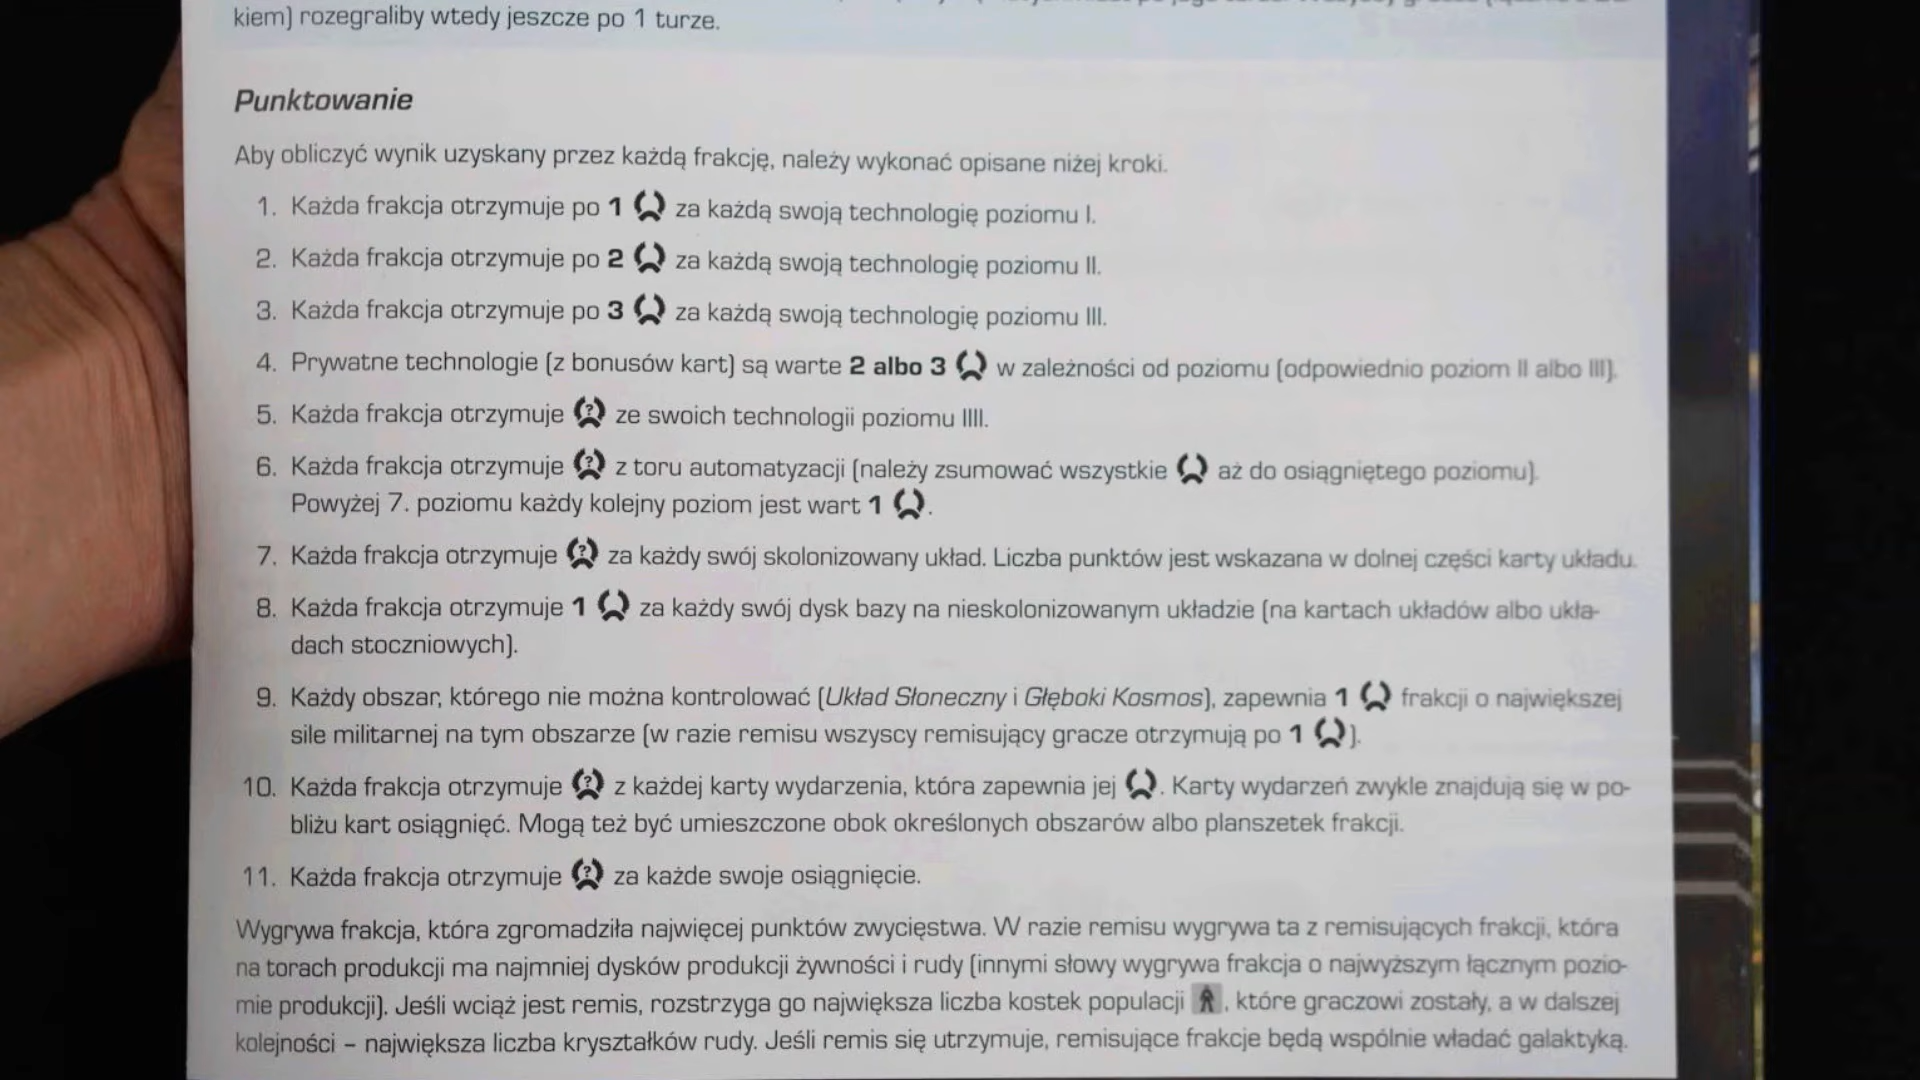 kiem) rozegraliby wtedy jeszcze po 1 turze.
Punktowanie
Aby obliczyć wynik uzyskany przez każdą frakcję, należy wykonać opisane niżej kroki.
1. Każda frakcja otrzymuje po 1 za każdą swoją technologię poziomu I.
2. Każda frakcja otrzymuje po 2 za każdą swoją technologię poziomu II.
3. Każda frakcja otrzymuje po 3 za każdą swoją technologię poziomu III.
4. Prywatne technologie (z bonusów kart) są warte 2 albo 3 w zależności od poziomu (odpowiednio poziom II albo III).
5. Każda frakcja otrzymuje ? ze swoich technologii poziomu IIII.
6. Każda frakcja otrzymuje ? z toru automatyzacji (należy zsumować wszystkie aż do osiągniętego poziomu).
Powyżej 7. poziomu każdy kolejny poziom jest wart 1 .
7. Każda frakcja otrzymuje ? za każdy swój skolonizowany układ. Liczba punktów jest wskazana w dolnej części karty układu.
8. Każda frakcja otrzymuje 1 za każdy swój dysk bazy na nieskolonizowanym układzie (na kartach układów albo ukła-
dach stoczniowych).
9. Każdy obszar, którego nie można kontrolować (Układ Słoneczny i Głęboki Kosmos), zapewnia 1 frakcji o największej
sile militarnej na tym obszarze (w razie remisu wszyscy remisujący gracze otrzymują po 1 ).
10. Każda frakcja otrzymuje ? z każdej karty wydarzenia, która zapewnia jej . Karty wydarzeń zwykle znajdują się w po-
bliżu kart osiągnięć. Mogą też być umieszczone obok określonych obszarów albo planszetek frakcji.
11. Każda frakcja otrzymuje ? za każde swoje osiągnięcie.
Wygrywa frakcja, która zgromadziła najwięcej punktów zwycięstwa. W razie remisu wygrywa ta z remisujących frakcji, która
na torach produkcji ma najmniej dysków produkcji żywności i rudy (innymi słowy wygrywa frakcja o najwyższym łącznym pozio-
mie produkcji). Jeśli wciąż jest remis, rozstrzyga go największa liczba kostek populacji , które graczowi zostały, a w dalszej
kolejności – największa liczba kryształków rudy. Jeśli remis się utrzymuje, remisujące frakcje będą wspólnie władać galaktyką.